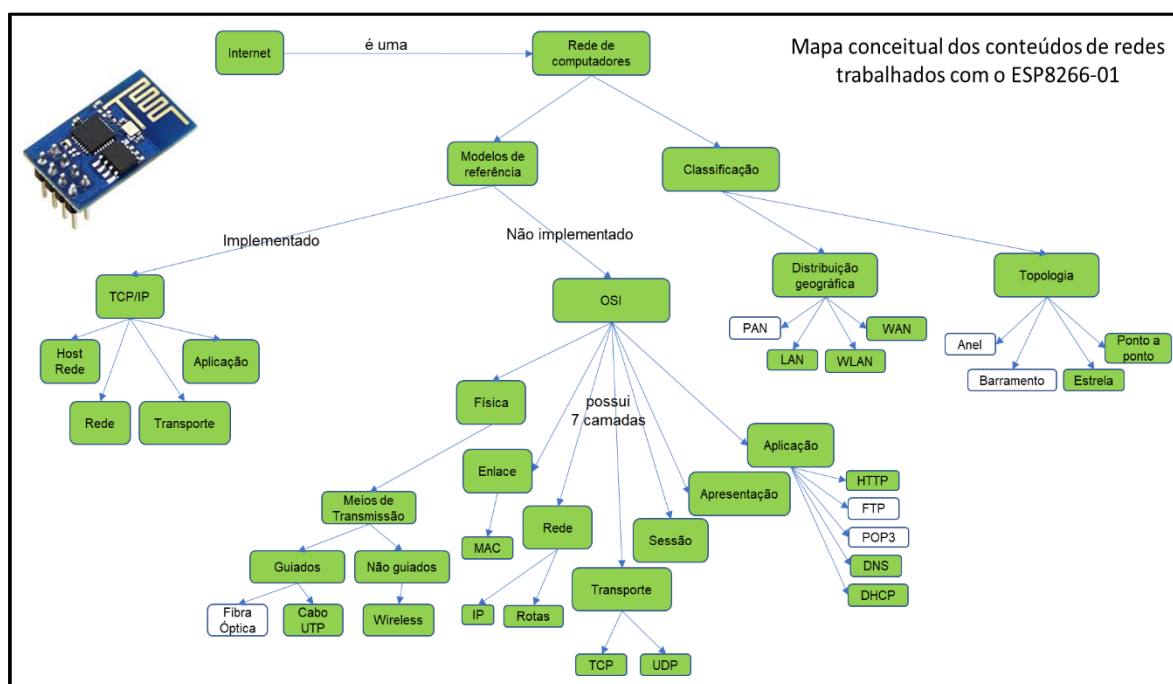 Internet
é uma
Rede de
computadores
Mapa conceitual dos conteúdos de redes
trabalhados com o ESP8266-01
Modelos de
referência
Classificação
Implementado
Não implementado
TCP/IP
OSI
Distribuição
geográfica
Topologia
Host
Rede
Aplicação
Rede
Transporte
PAN
WAN
LAN
WLAN
Anel
Ponto a
ponto
Barramento
Estrela
Física
possui
7 camadas
Aplicação
Enlace
Apresentação
HTTP
FTP
POP3
DNS
DHCP
Meios de
Transmissão
MAC
Rede
Sessão
Guiados
Não guiados
Transporte
Fibra
Óptica
Cabo
UTP
Wireless
IP
Rotas
TCP
UDP